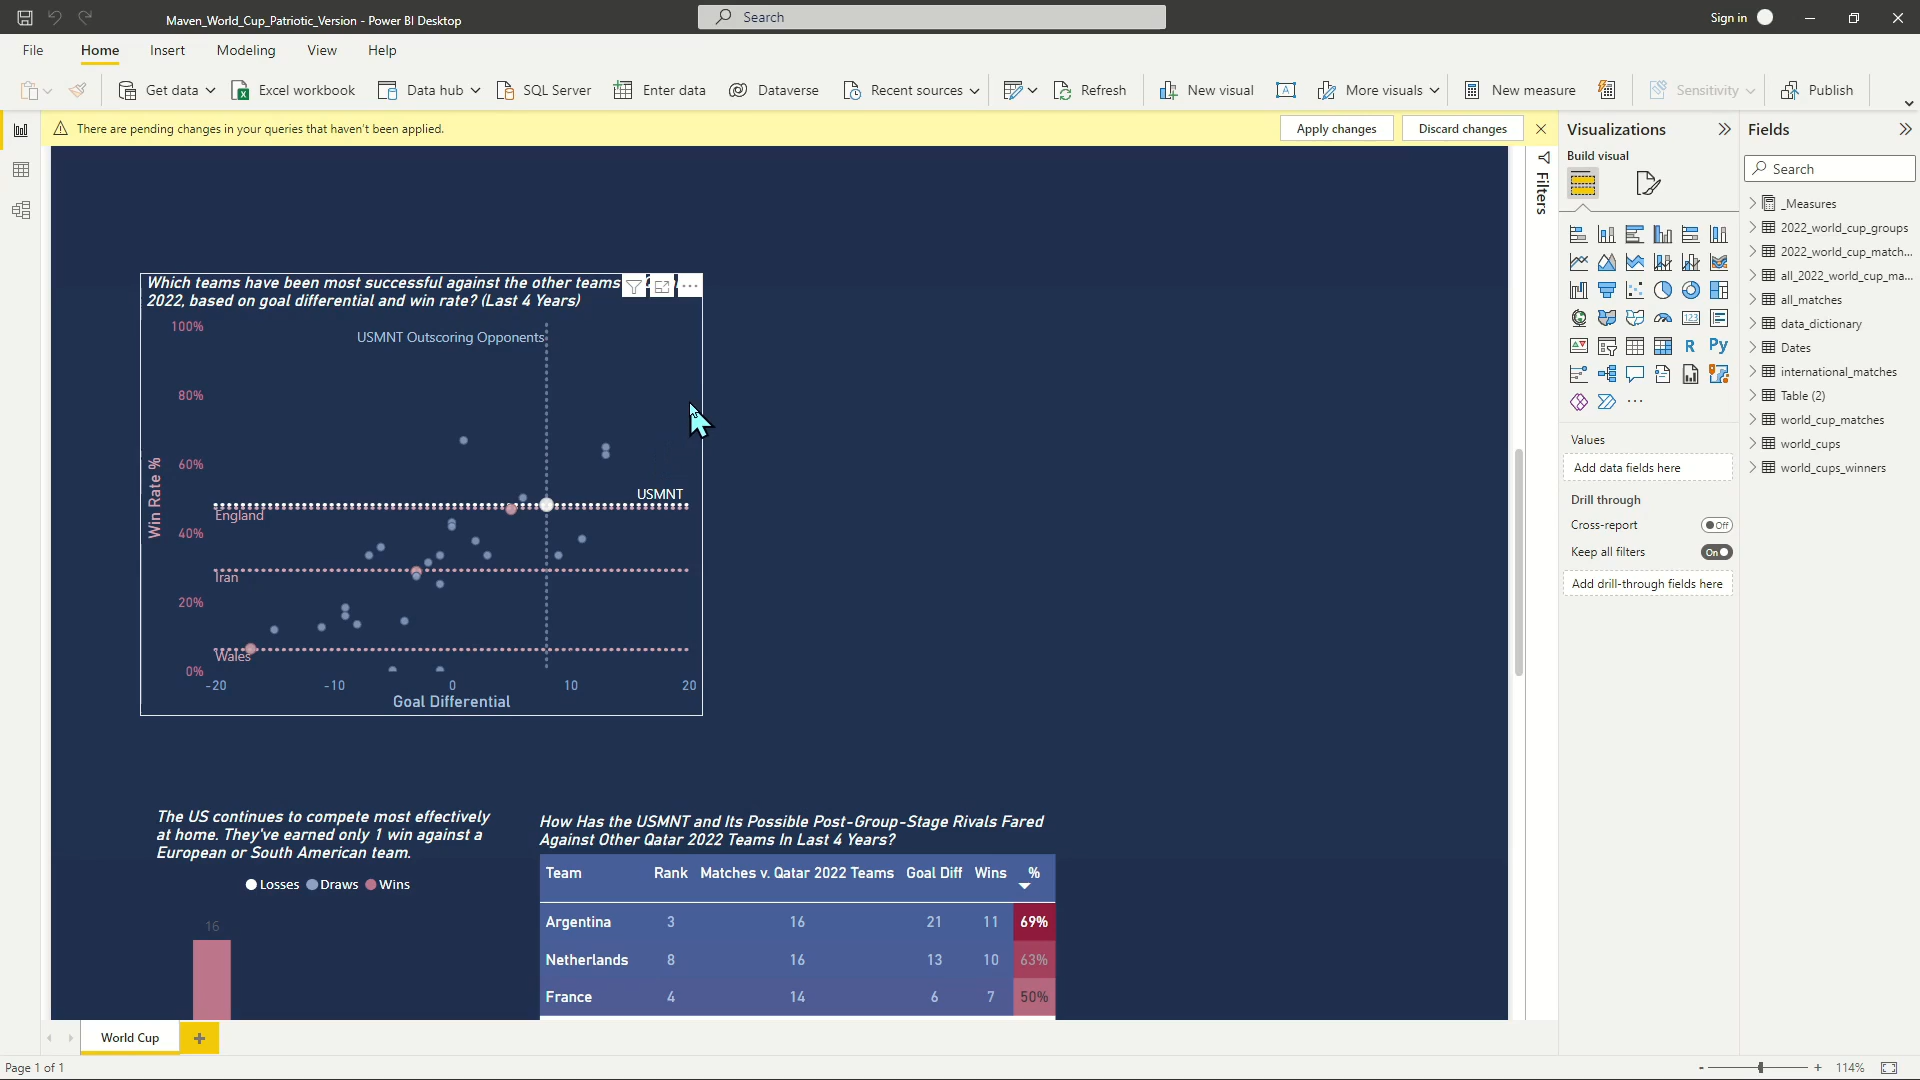 Maven_World_Cup_Patriotic_Version - Power BI Desktop
Search
Sign in
File
Home
Insert
Modeling
View
Help
Get data
Excel workbook
Data hub
SQL Server
Enter data
Dataverse
Recent sources
Refresh
New visual
More visuals
New measure
Sensitivity
Publish
There are pending changes in your queries that haven't been applied.
Apply changes
Discard changes
Which teams have been most successful against the other teams
2022, based on goal differential and win rate? (Last 4 Years)
100%
80%
60%
40%
20%
0%
Win Rate %
USMNT Outscoring Opponents
USMNT
England
Iran
Wales
-20
-10
0
10
20
Goal Differential
The US continues to compete most effectively
at home. They've earned only 1 win against a
European or South American team.
Losses Draws Wins
16
How Has the USMNT and Its Possible Post-Group-Stage Rivals Fared
Against Other Qatar 2022 Teams In Last 4 Years?
Team Rank Matches v. Qatar 2022 Teams Goal Diff Wins %
Argentina 3 16 21 11 69%
Netherlands 8 16 13 10 63%
France 4 14 6 7 50%
Filters
Visualizations
Build visual
123
R
Py
Values
Add data fields here
Drill through
Cross-report
Off
Keep all filters
On
Add drill-through fields here
Fields
Search
_Measures
2022_world_cup_groups
2022_world_cup_match...
all_2022_world_cup_ma...
all_matches
data_dictionary
Dates
international_matches
Table (2)
world_cup_matches
world_cups
world_cups_winners
World Cup
Page 1 of 1
114%